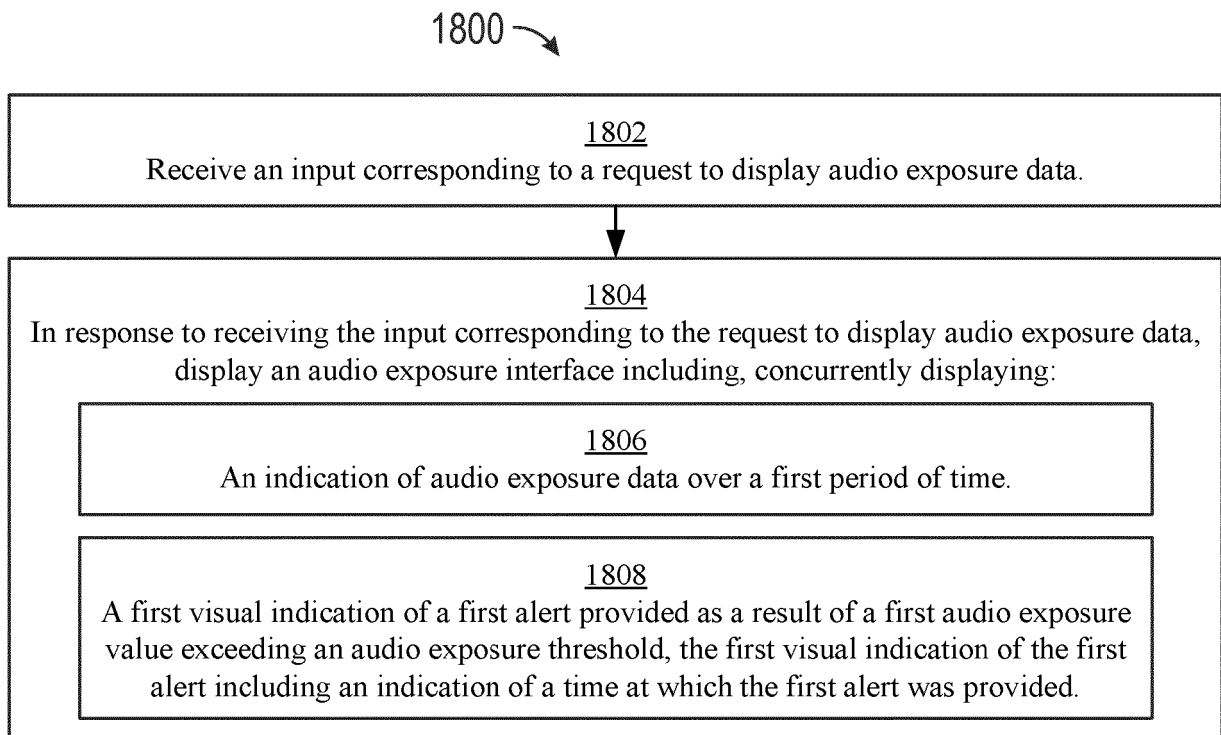 1800
1802
Receive an input corresponding to a request to display audio exposure data.
1804
In response to receiving the input corresponding to the request to display audio exposure data,
display an audio exposure interface including, concurrently displaying:
1806
An indication of audio exposure data over a first period of time.
1808
A first visual indication of a first alert provided as a result of a first audio exposure
value exceeding an audio exposure threshold, the first visual indication of the first
alert including an indication of a time at which the first alert was provided.